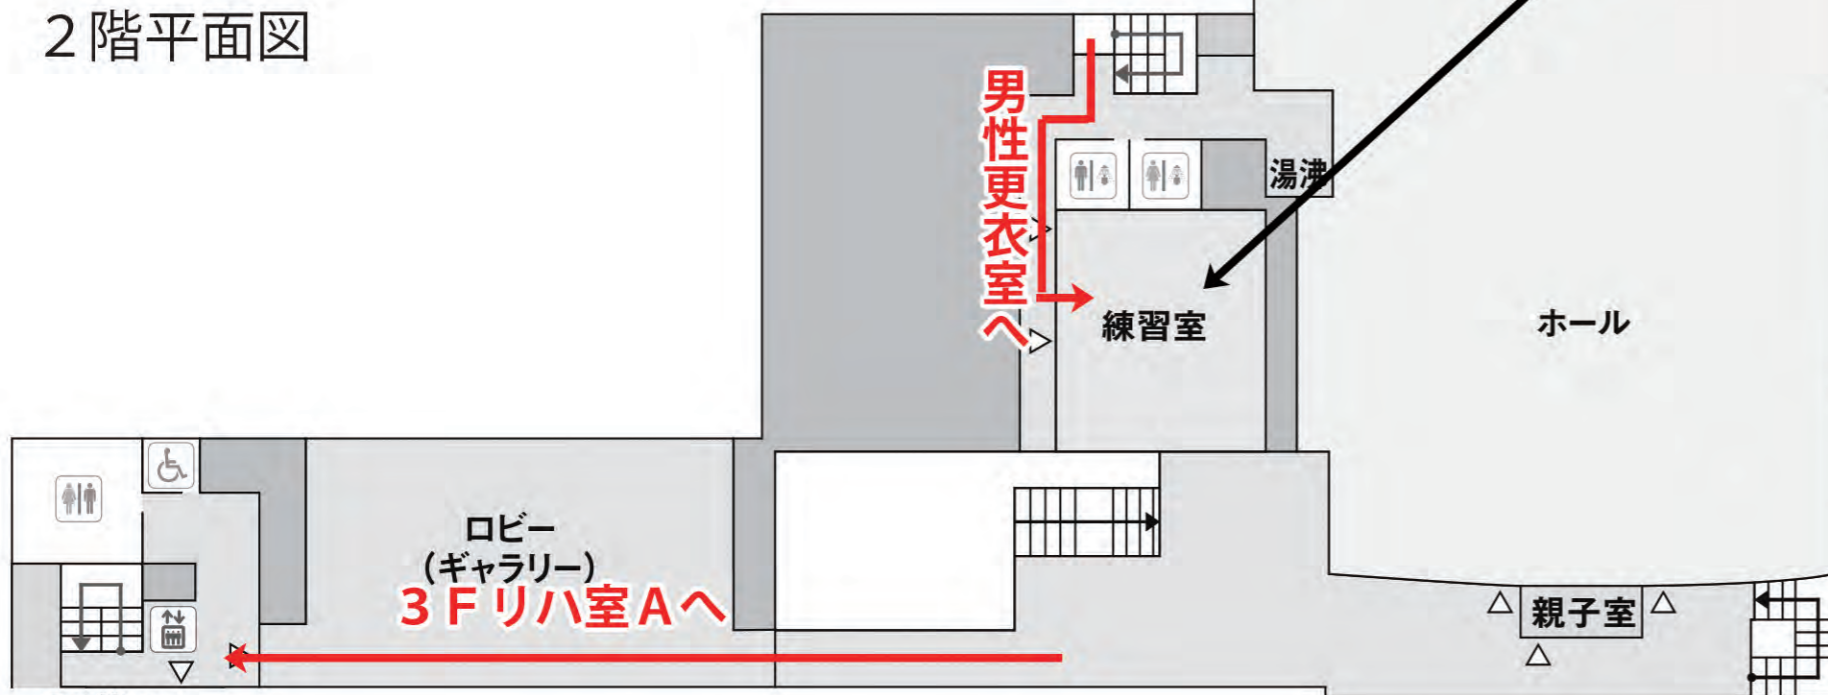 ２階平面図
男性更衣室へ
湯沸
練習室
ホール
ロビー
（ギャラリー）
３Ｆリハ室Ａへ
親子室